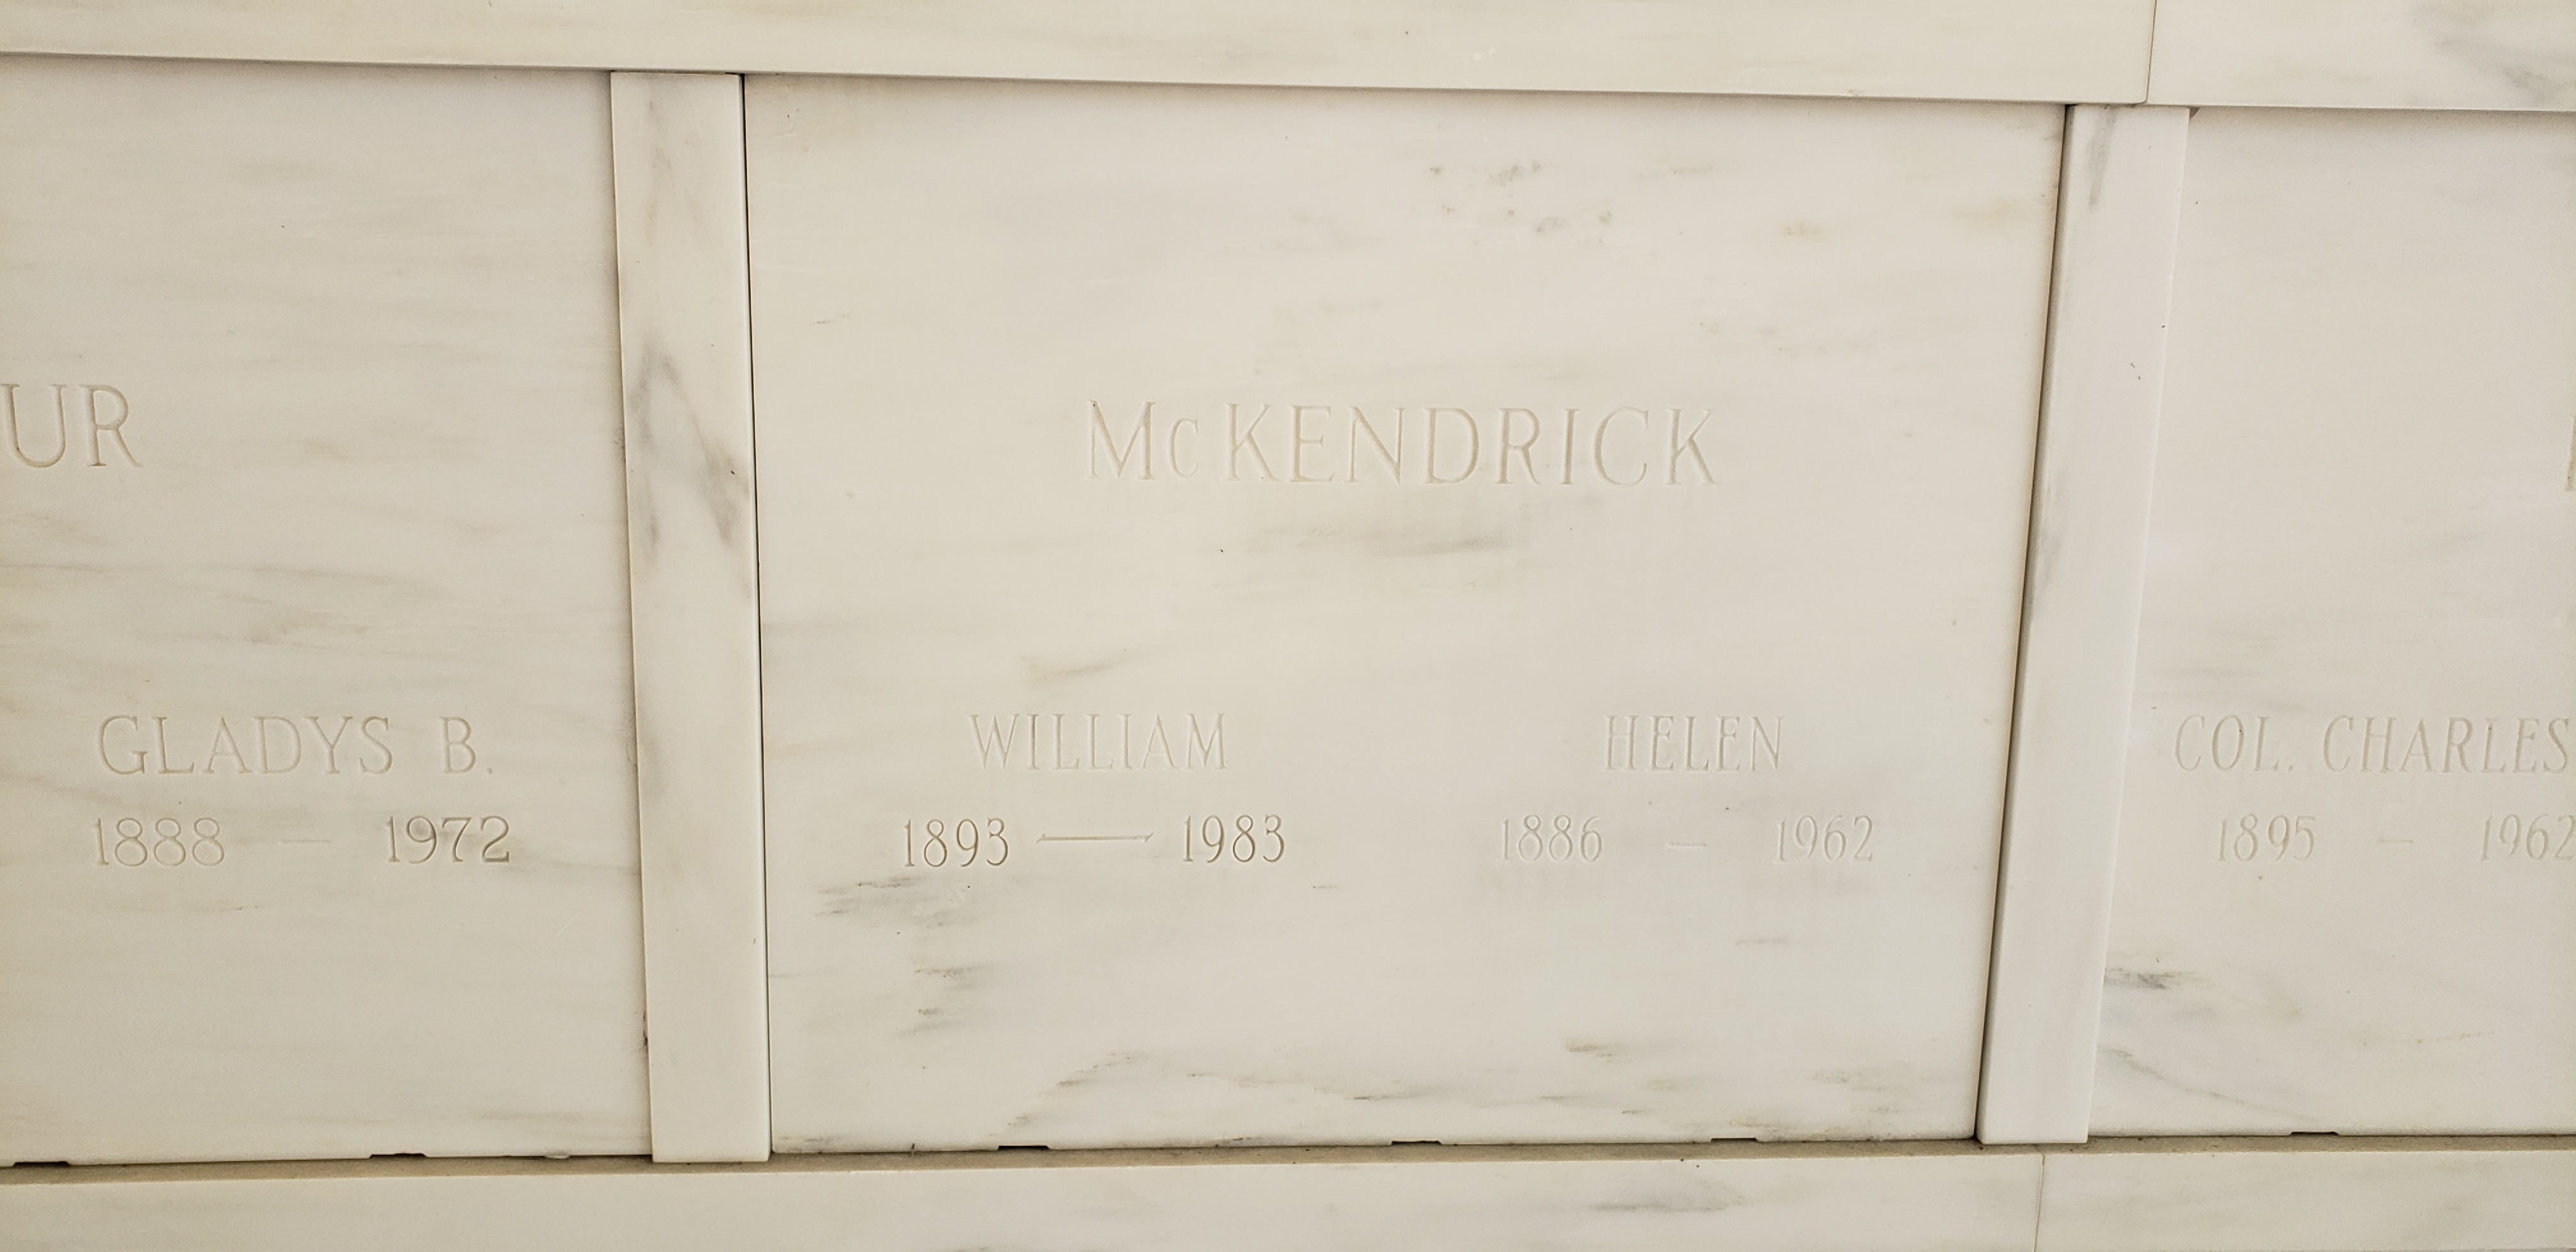 UR
GLADYS B.
1888 — 1972
McKENDRICK
WILLIAM
1893 — 1983
HELEN
1886 — 1962
COL. CHARLES
1895 — 1962